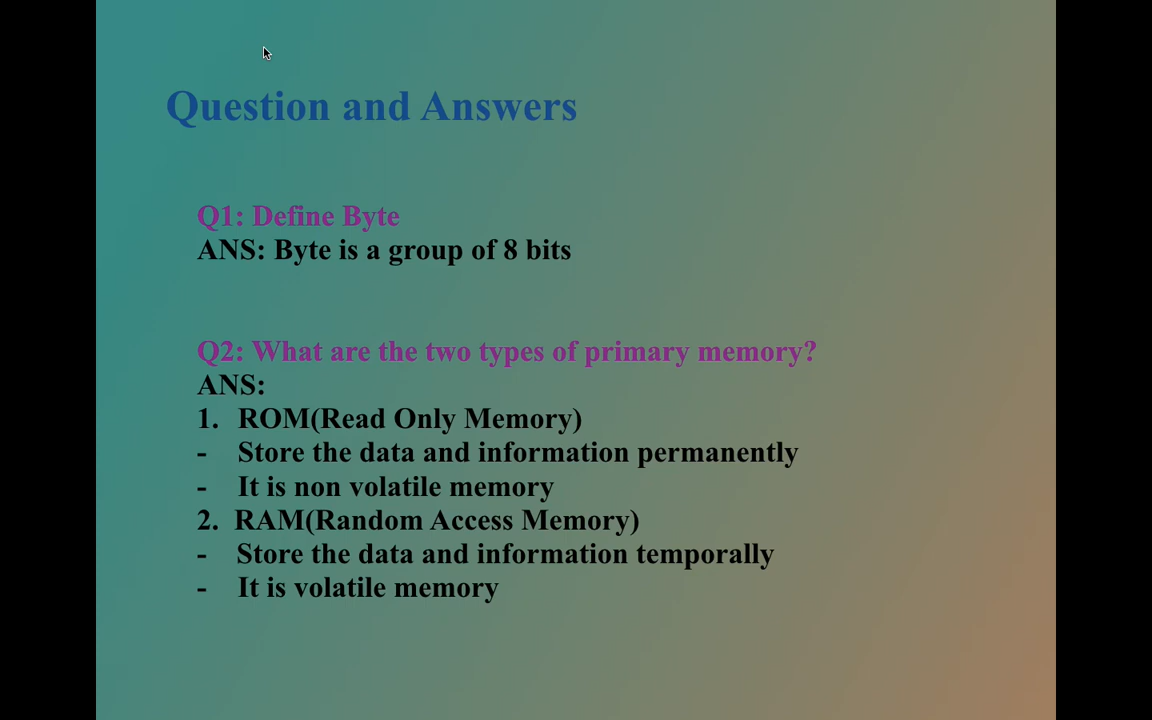 Question and Answers
Q1: Define Byte
ANS: Byte is a group of 8 bits
Q2: What are the two types of primary memory?
ANS:
1. ROM(Read Only Memory)
- Store the data and information permanently
- It is non volatile memory
2. RAM(Random Access Memory)
- Store the data and information temporally
- It is volatile memory